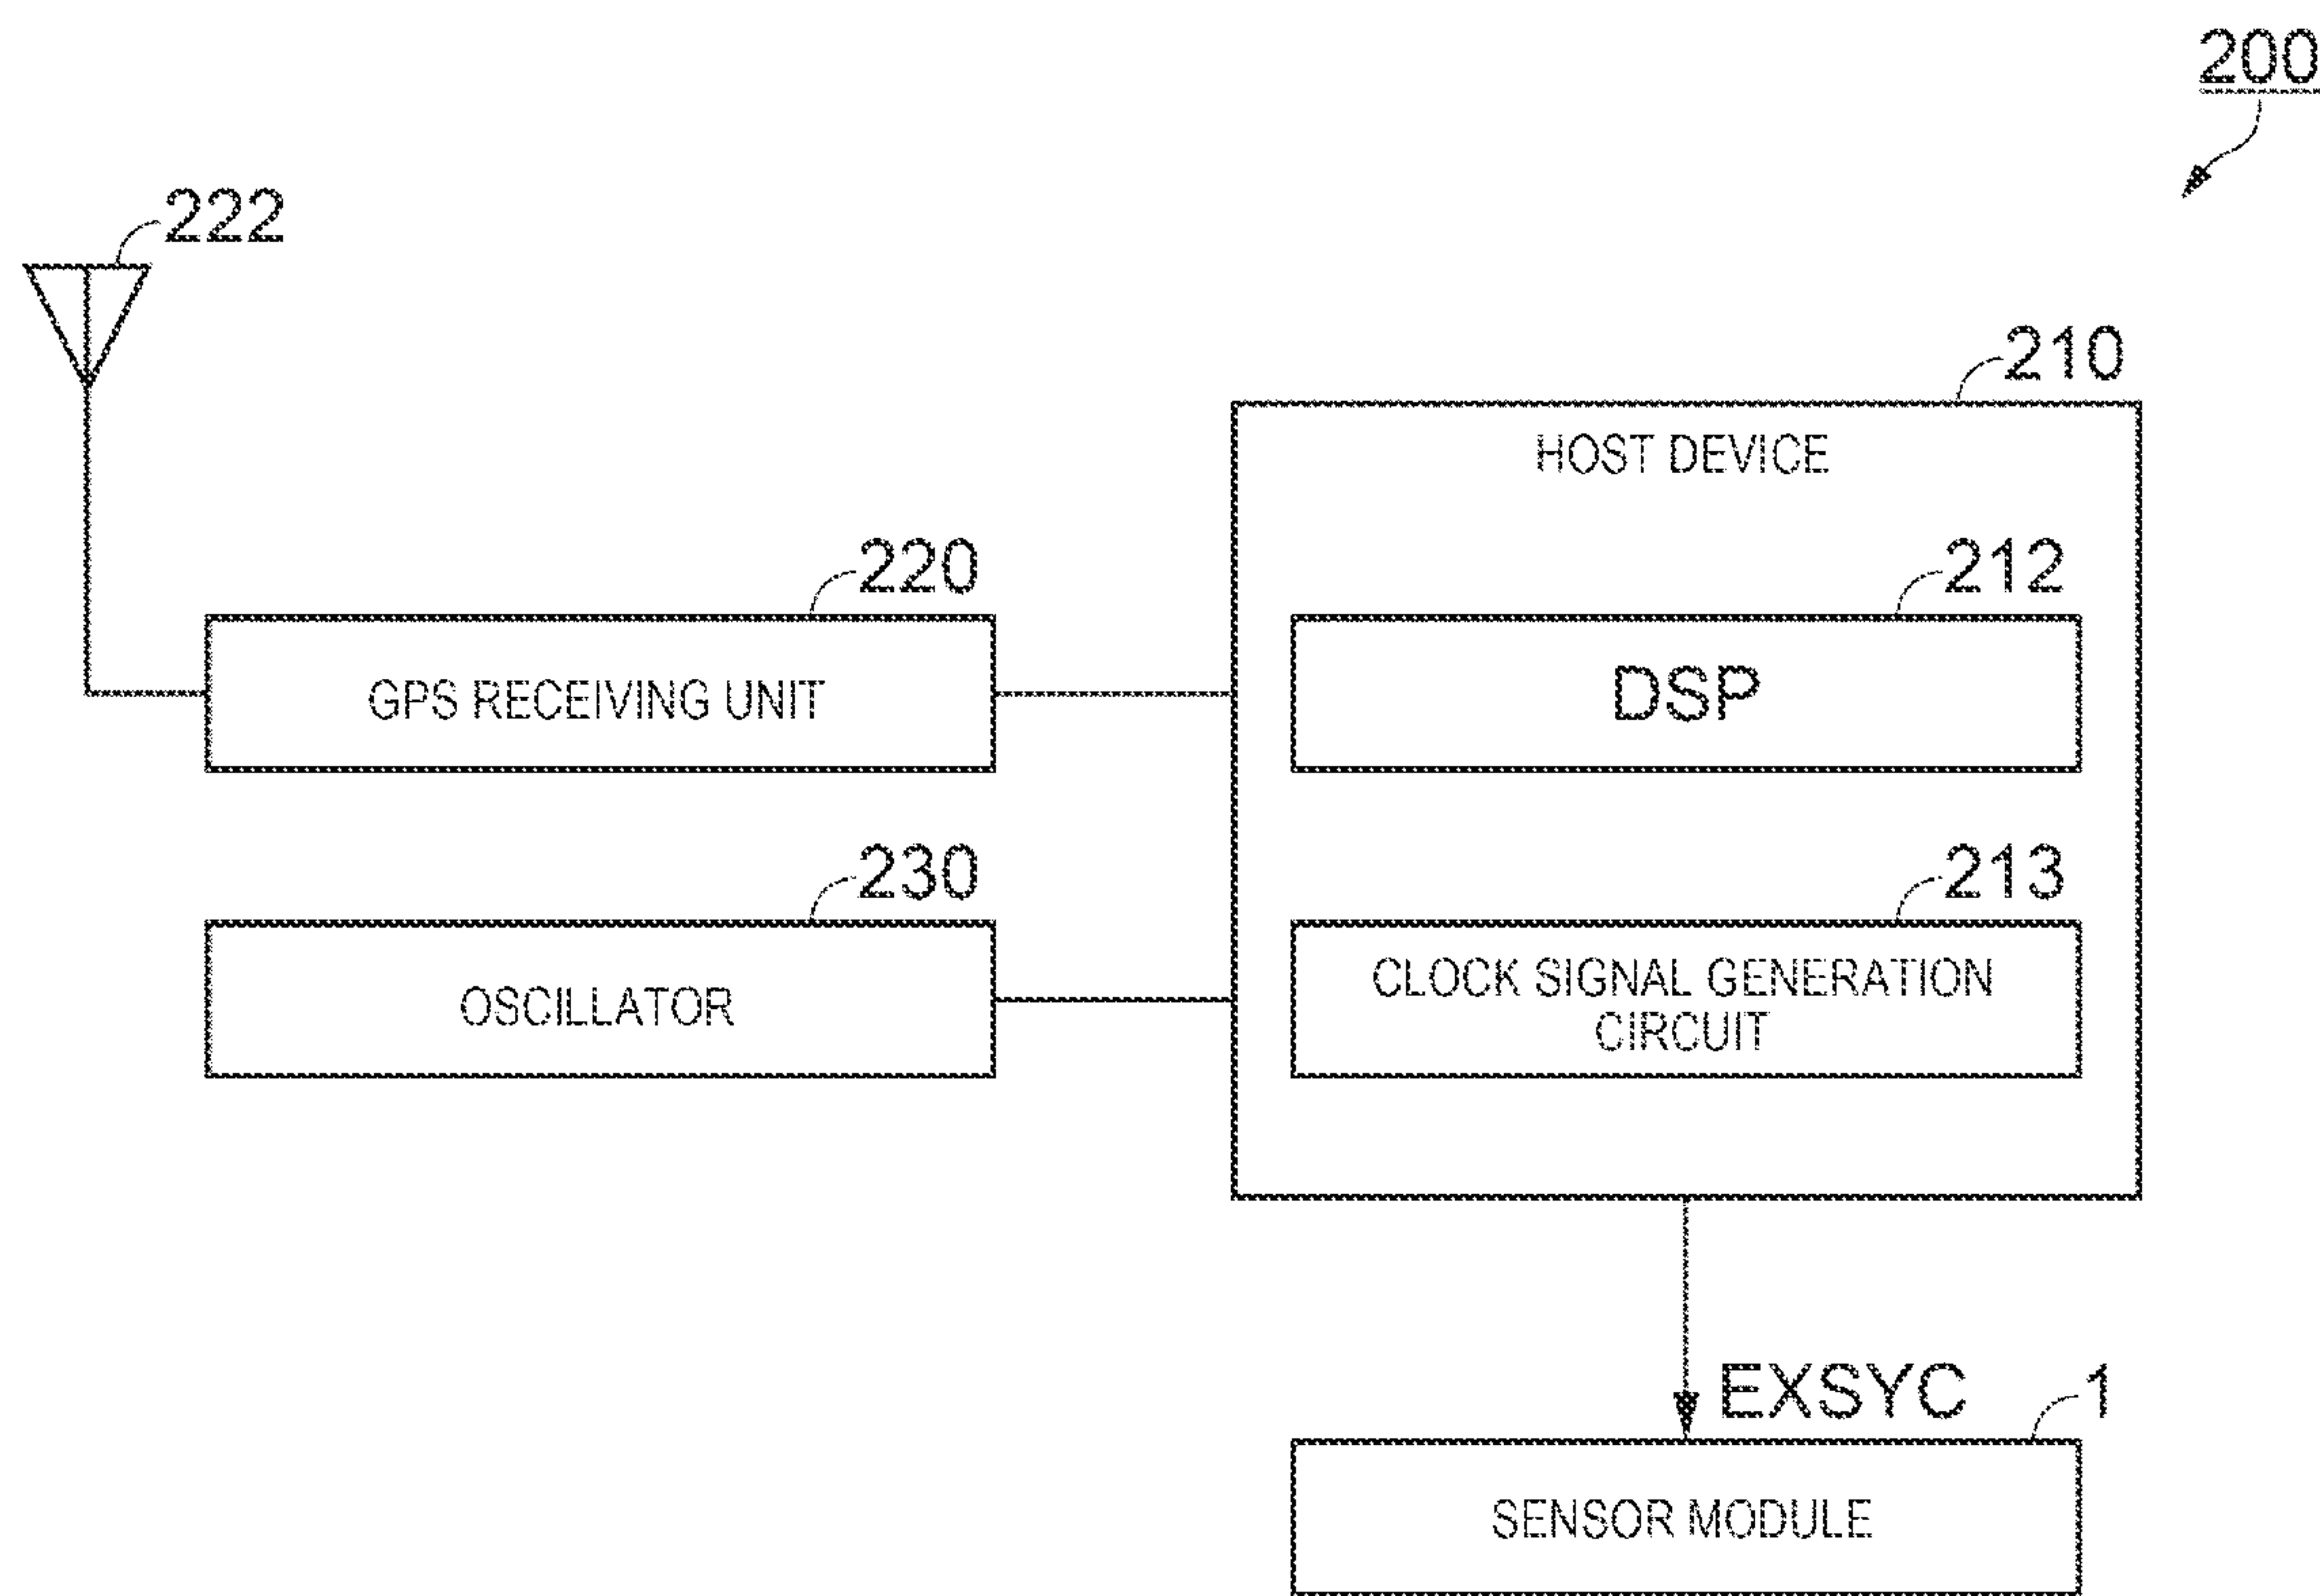 200
222
210
HOST DEVICE
220
212
GPS RECEIVING UNIT
DSP
230
213
OSCILLATOR
CLOCK SIGNAL GENERATION
CIRCUIT
EXSYC
1
SENSOR MODULE